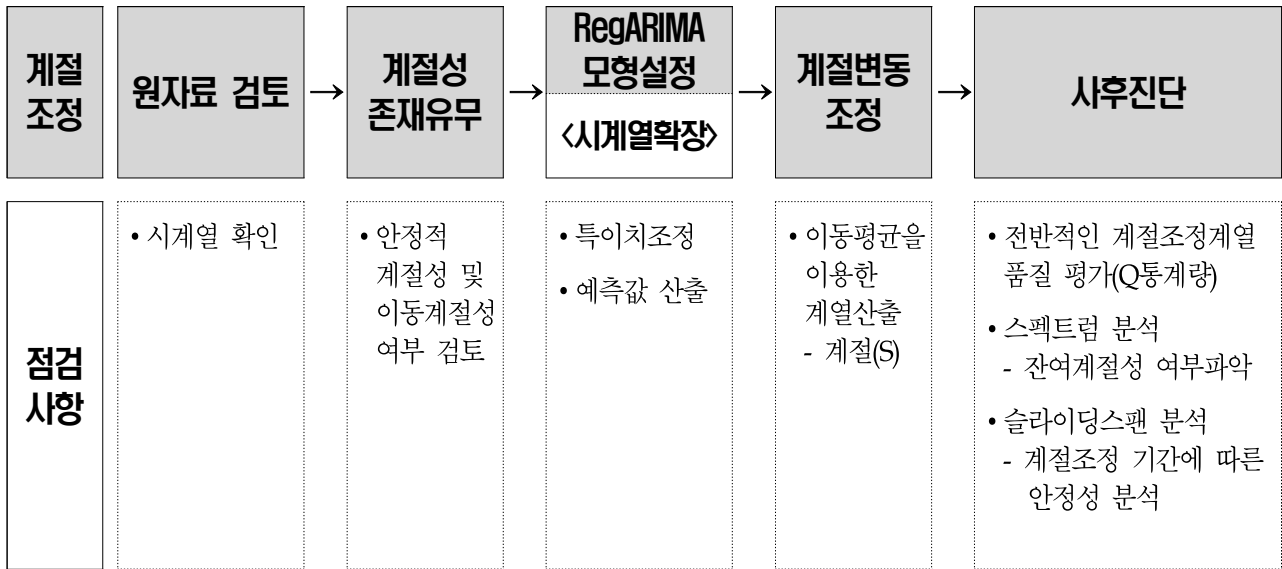 계절
조정
원자료 검토
→
계절성
존재유무
→
RegARIMA
모형설정
<시계열확장>
→
계절변동
조정
→
사후진단
점검
사항
• 시계열 확인
• 안정적
계절성 및
이동계절성
여부 검토
• 특이치조정
• 예측값 산출
• 이동평균을
이용한
계열산출
- 계절(S)
• 전반적인 계절조정계열
품질 평가(Q통계량)
• 스펙트럼 분석
- 잔여계절성 여부파악
• 슬라이딩스팬 분석
- 계절조정 기간에 따른
안정성 분석